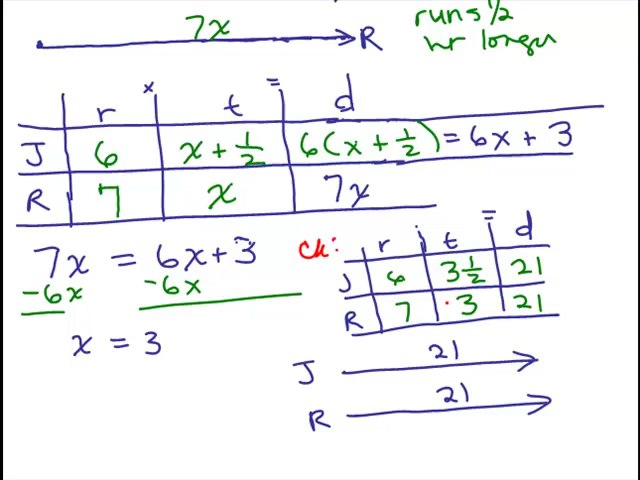 runs 1/2
7x
R
hr longer
r x t = d
J 6 x + 1/2 6(x + 1/2) = 6x + 3
R 7 x 7x
7x = 6x + 3
-6x -6x
x = 3
Ch:
r t = d
J 6 3 1/2 21
R 7 · 3 21
21
J
21
R